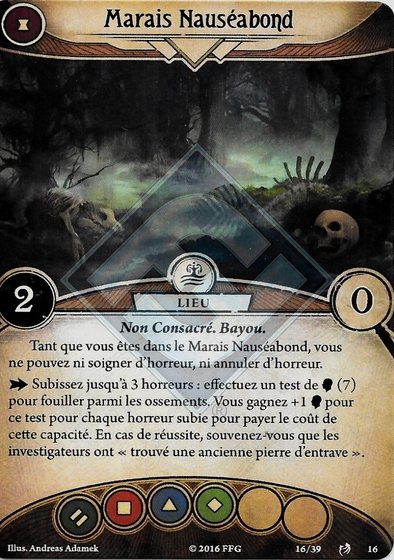 Marais Nauséabond
2
LIEU
0
Non Consacré. Bayou.
Tant que vous êtes dans le Marais Nauséabond, vous
ne pouvez ni soigner d'horreur, ni annuler d'horreur.
Subissez jusqu'à 3 horreurs : effectuez un test de (7)
pour fouiller parmi les ossements. Vous gagnez +1 pour
ce test pour chaque horreur subie pour payer le coût de
cette capacité. En cas de réussite, souvenez-vous que les
investigateurs ont « trouvé une ancienne pierre d'entrave ».
Illus. Andreas Adamek
© 2016 FFG
16/39
16